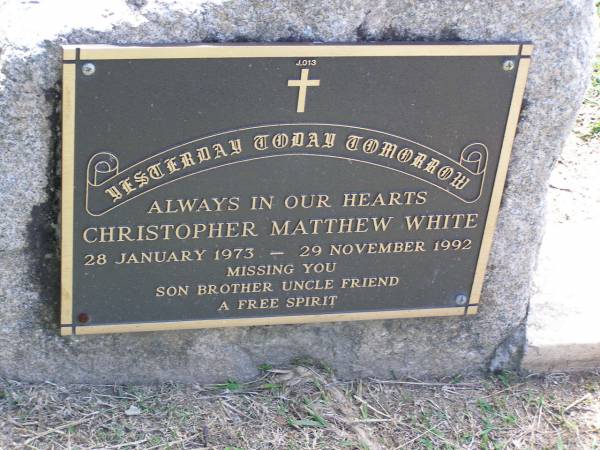 J.013
YESTERDAY TODAY TOMORROW
ALWAYS IN OUR HEARTS
CHRISTOPHER MATTHEW WHITE
28 JANUARY 1973 — 29 NOVEMBER 1992
MISSING YOU
SON BROTHER UNCLE FRIEND
A FREE SPIRIT